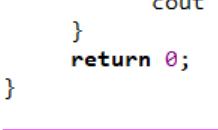 cout
}
return 0;
}